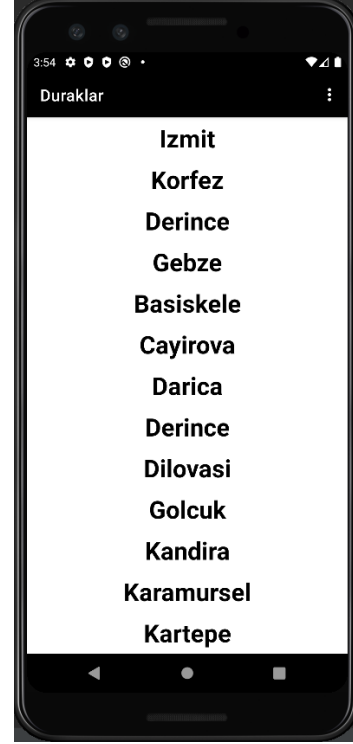 3:54
Duraklar
Izmit
Korfez
Derince
Gebze
Basiskele
Cayirova
Darica
Derince
Dilovasi
Golcuk
Kandira
Karamursel
Kartepe